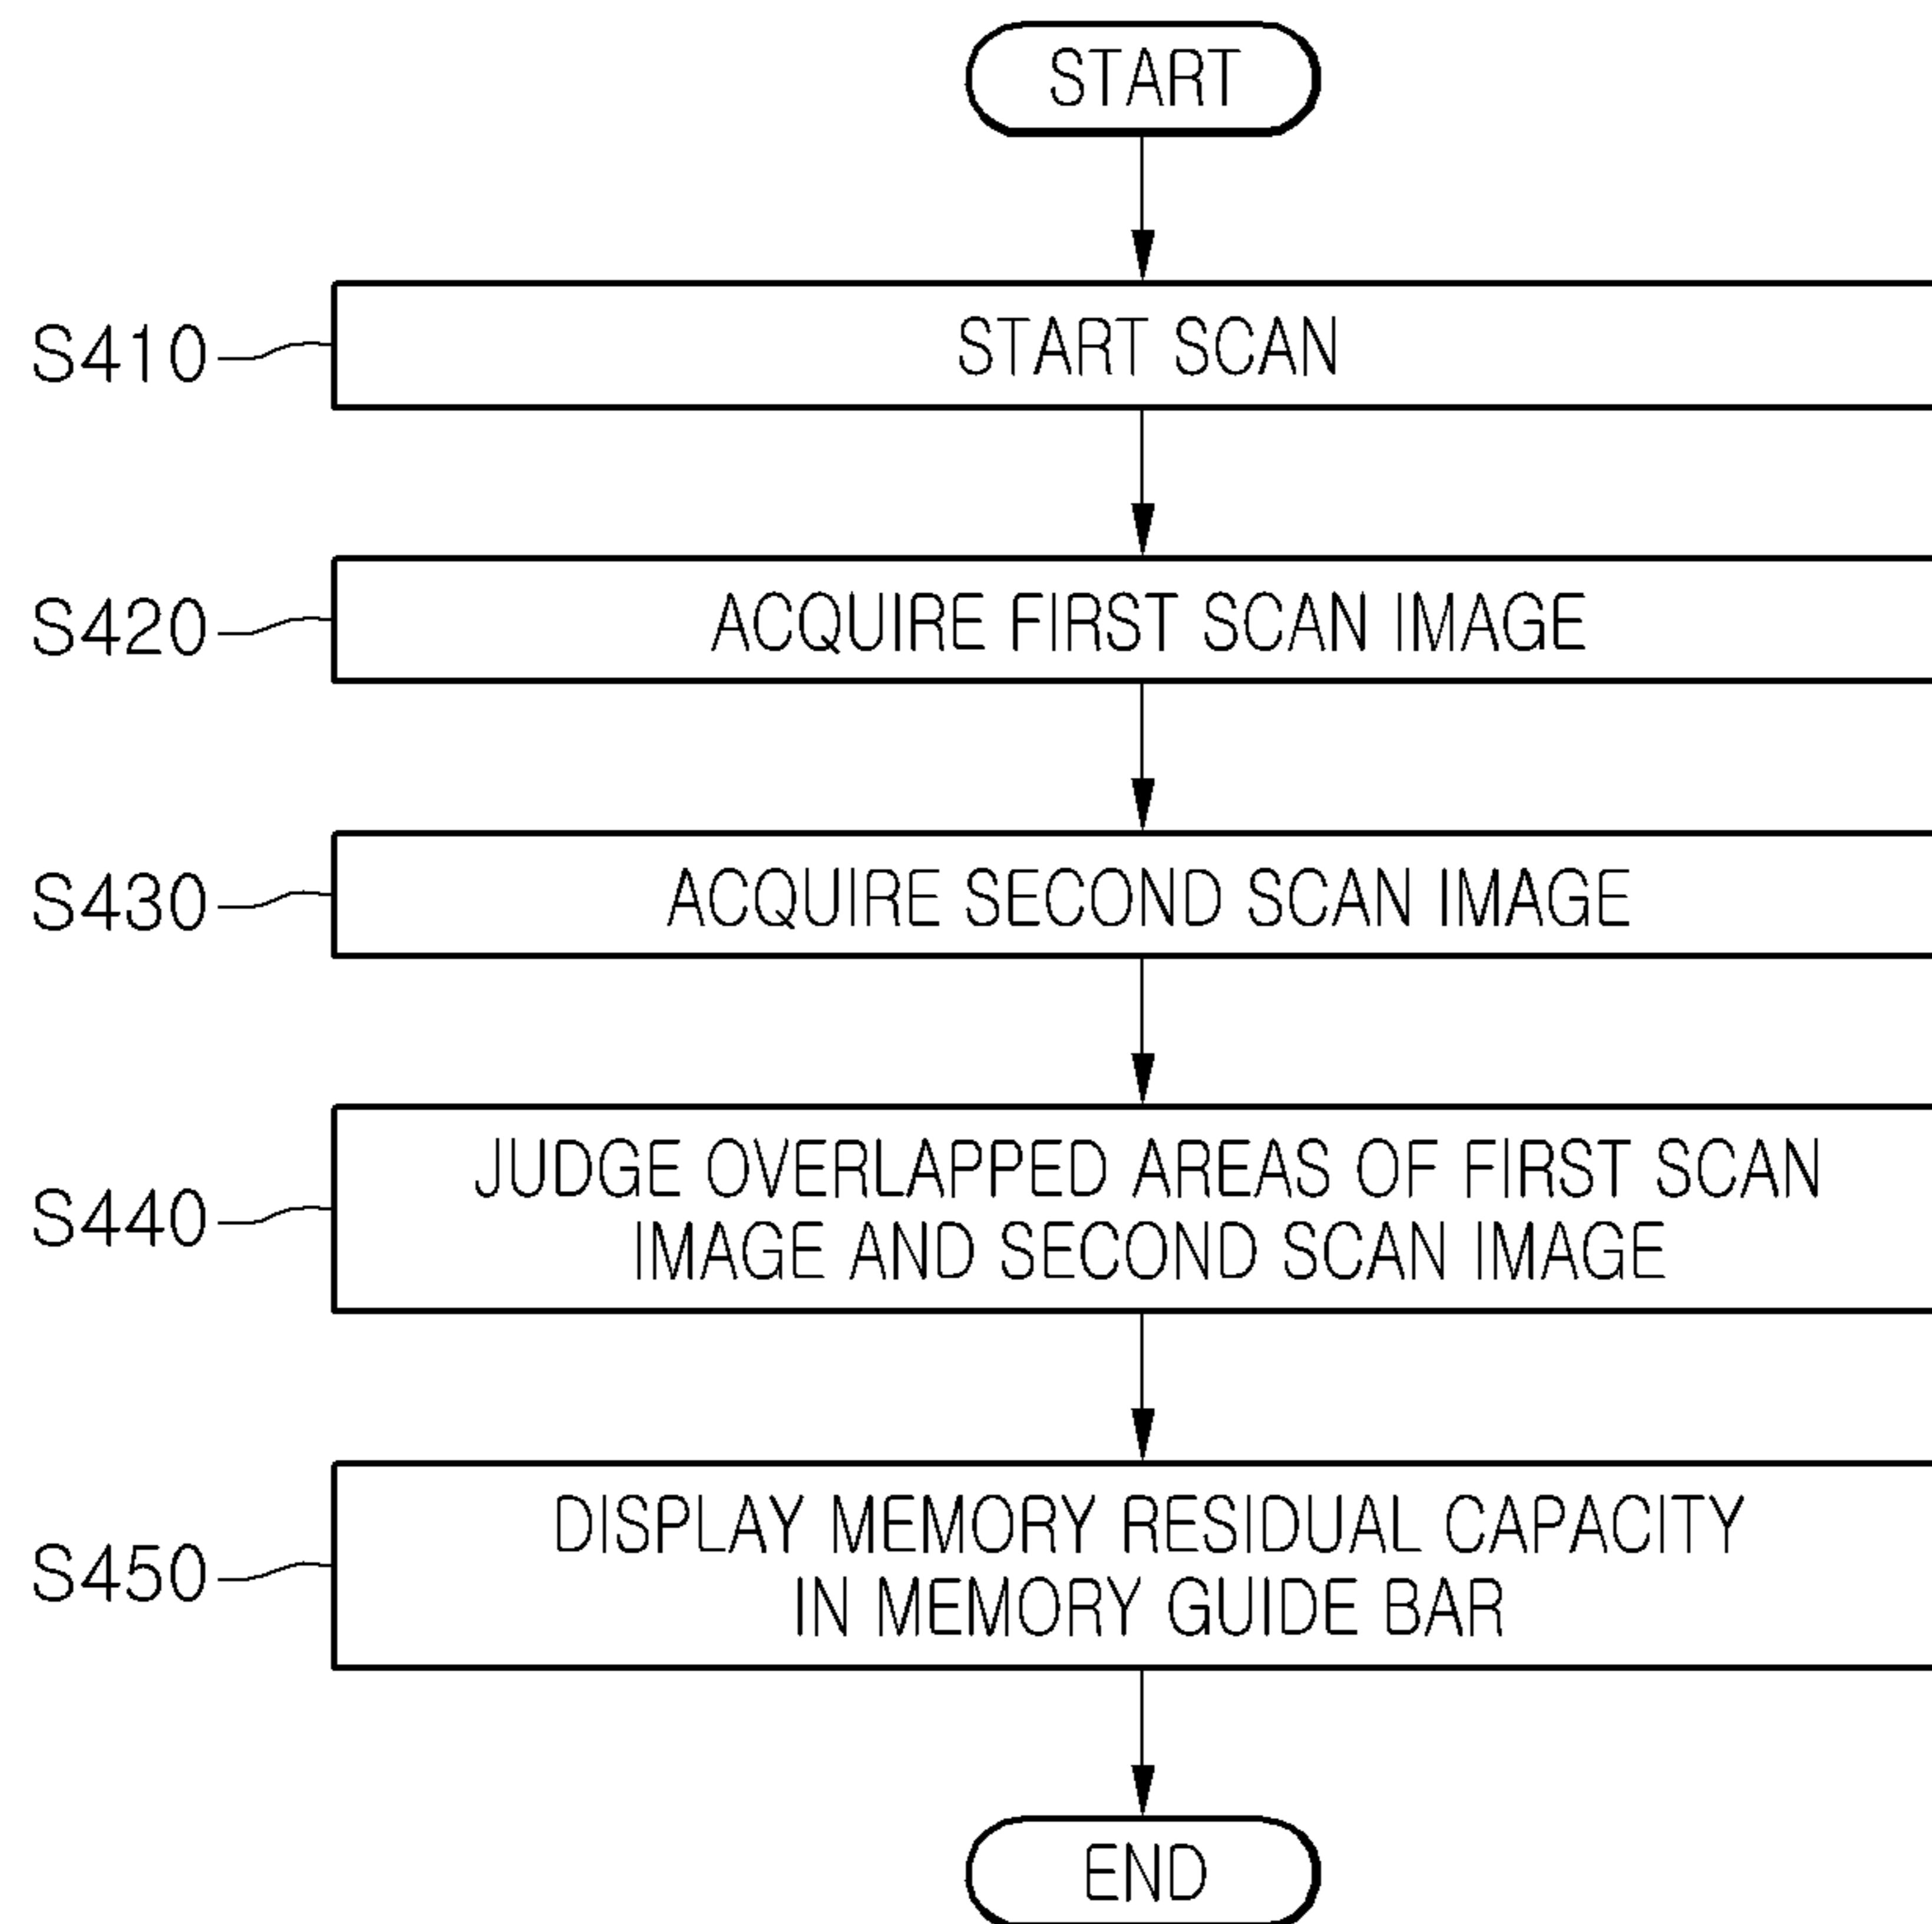 START
S410
START SCAN
S420
ACQUIRE FIRST SCAN IMAGE
S430
ACQUIRE SECOND SCAN IMAGE
S440
JUDGE OVERLAPPED AREAS OF FIRST SCAN
IMAGE AND SECOND SCAN IMAGE
S450
DISPLAY MEMORY RESIDUAL CAPACITY
IN MEMORY GUIDE BAR
END